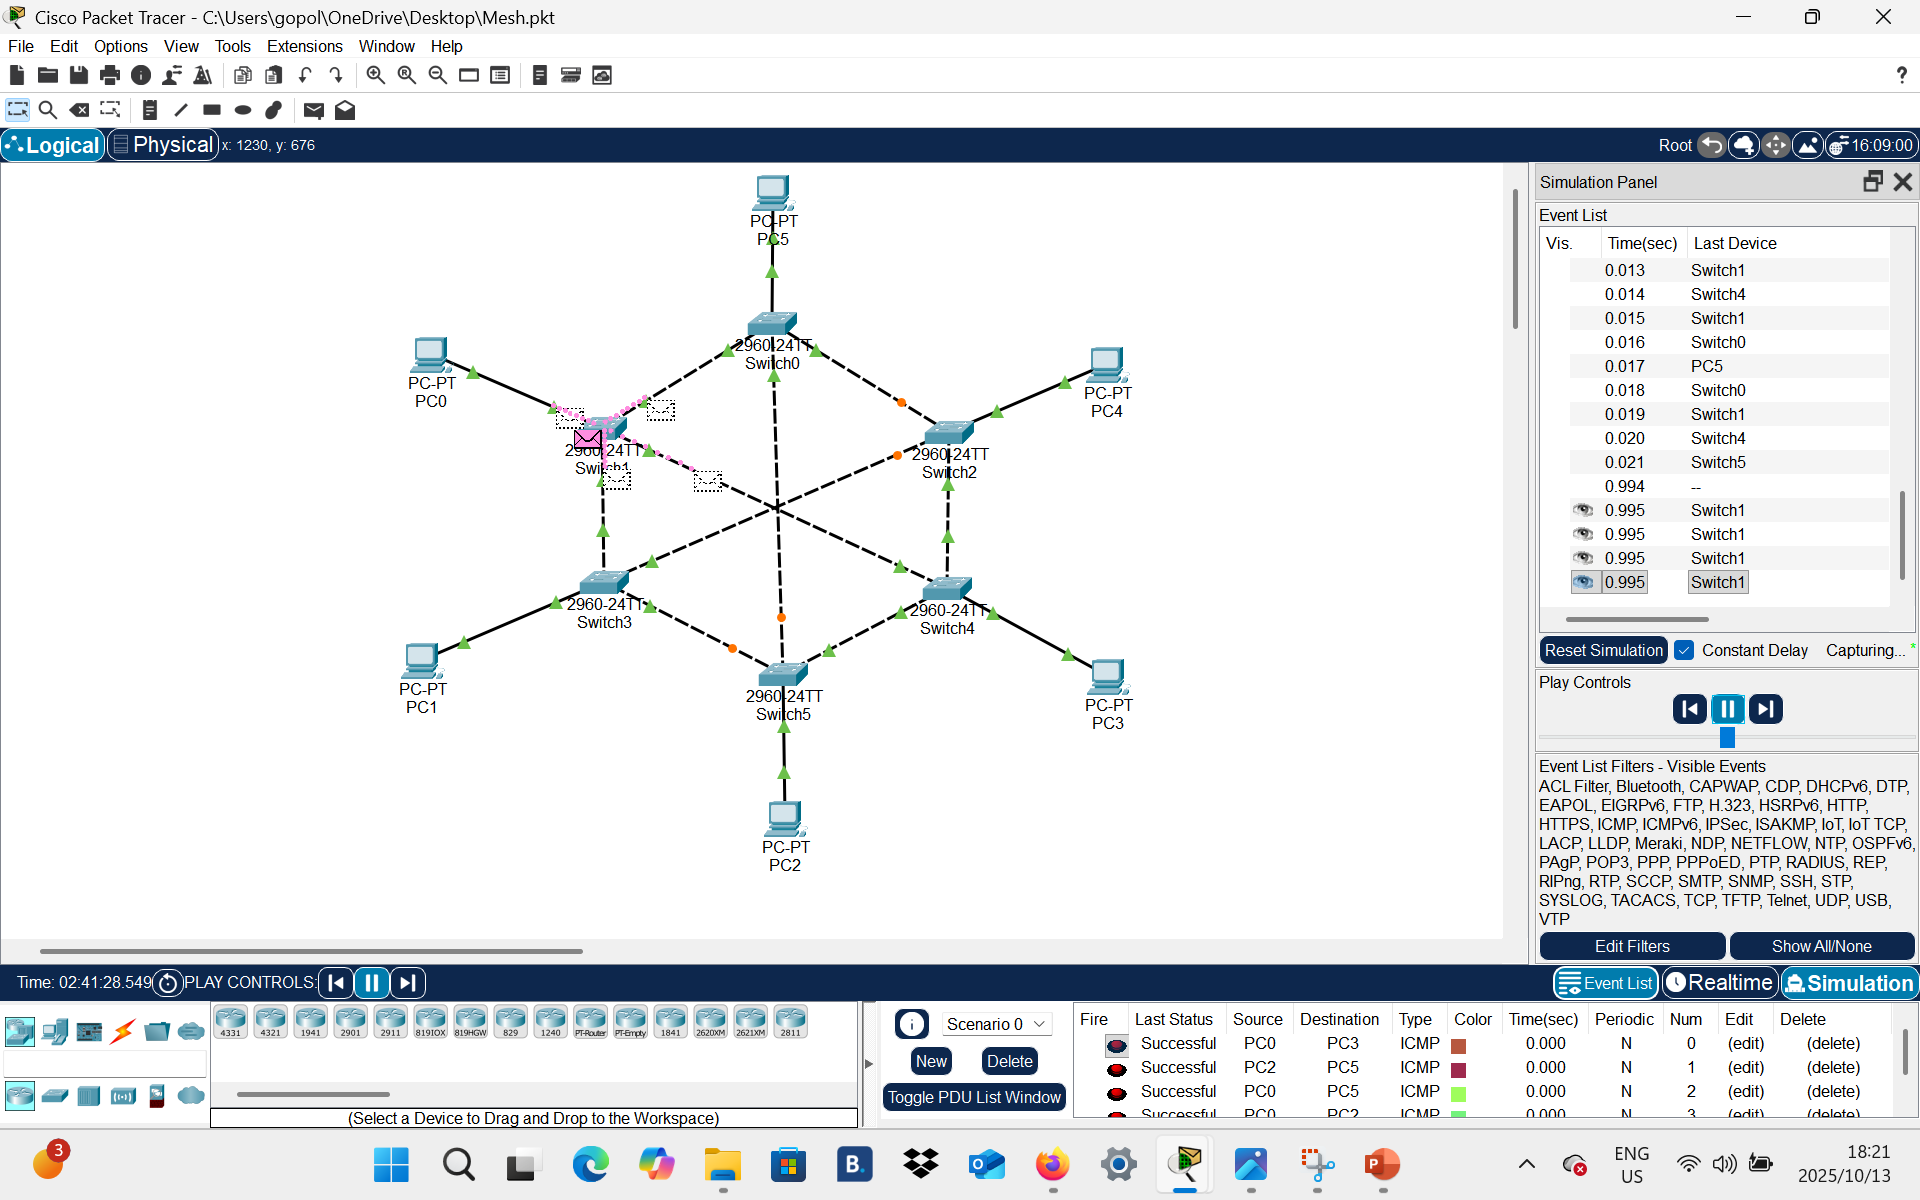 Cisco Packet Tracer - C:\Users\gopol\OneDrive\Desktop\Mesh.pkt
File Edit Options View Tools Extensions Window Help
?
Logical Physical x: 1230, y: 676
Root 16:09:00
PC-PT
PC5
2960-24TT
Switch0
PC-PT
PC0
PC-PT
PC4
2960-24TT
Switch1
2960-24TT
Switch2
2960-24TT
Switch3
2960-24TT
Switch4
PC-PT
PC1
2960-24TT
Switch5
PC-PT
PC3
PC-PT
PC2
Simulation Panel
Event List
Vis. Time(sec) Last Device
0.013 Switch1
0.014 Switch4
0.015 Switch1
0.016 Switch0
0.017 PC5
0.018 Switch0
0.019 Switch1
0.020 Switch4
0.021 Switch5
0.994 --
0.995 Switch1
0.995 Switch1
0.995 Switch1
0.995 Switch1
Reset Simulation Constant Delay Capturing... *
Play Controls
Event List Filters - Visible Events
ACL Filter, Bluetooth, CAPWAP, CDP, DHCPv6, DTP,
EAPOL, EIGRPv6, FTP, H.323, HSRPv6, HTTP,
HTTPS, ICMP, ICMPv6, IPSec, ISAKMP, IoT, IoT TCP,
LACP, LLDP, Meraki, NDP, NETFLOW, NTP, OSPFv6,
PAgP, POP3, PPP, PPPoED, PTP, RADIUS, REP,
RIPng, RTP, SCCP, SMTP, SNMP, SSH, STP,
SYSLOG, TACACS, TCP, TFTP, Telnet, UDP, USB,
VTP
Edit Filters Show All/None
Time: 02:41:28.549 PLAY CONTROLS:
Event List Realtime Simulation
4331 4321 1941 2901 2911 819IOX 819HGW 829 1240 PT-Router PT-Empty 1841 2620XM 2621XM 2811
(Select a Device to Drag and Drop to the Workspace)
Scenario 0
New Delete
Toggle PDU List Window
Fire Last Status Source Destination Type Color Time(sec) Periodic Num Edit Delete
Successful PC0 PC3 ICMP 0.000 N 0 (edit) (delete)
Successful PC2 PC5 ICMP 0.000 N 1 (edit) (delete)
Successful PC0 PC5 ICMP 0.000 N 2 (edit) (delete)
Successful PC0 PC2 ICMP 0.000 N 3 (edit) (delete)
3
B.
ENG
US
18:21
2025/10/13